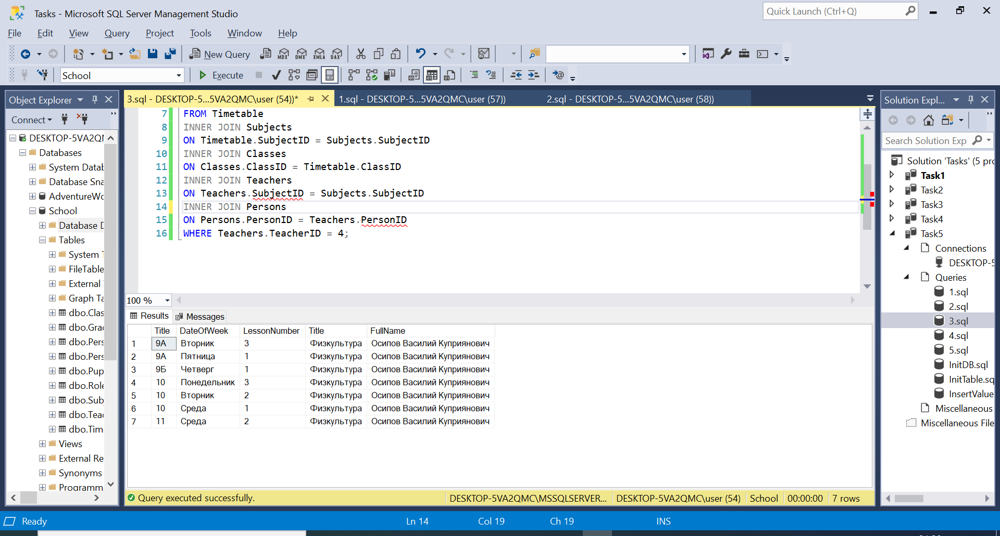 Tasks - Microsoft SQL Server Management Studio
Quick Launch (Ctrl+Q)
File Edit View Query Project Tools Window Help
New Query MDX DMX XMLA DAX
School Execute
Object Explorer
Connect
DESKTOP-5VA2Q
Databases
System Datab
Database Sna
AdventureWo
School
Database D
Tables
System T
FileTable
External
Graph Ta
dbo.Clas
dbo.Grad
dbo.Pers
dbo.Pers
dbo.Pup
dbo.Role
dbo.Sub
dbo.Teac
dbo.Tim
Views
External Re
Synonyms
Programm
3.sql - DESKTOP-5...5VA2QMC\user (54))* 1.sql - DESKTOP-5...5VA2QMC\user (57)) 2.sql - DESKTOP-5...5VA2QMC\user (58))
7 FROM Timetable
8 INNER JOIN Subjects
9 ON Timetable.SubjectID = Subjects.SubjectID
10 INNER JOIN Classes
11 ON Classes.ClassID = Timetable.ClassID
12 INNER JOIN Teachers
13 ON Teachers.SubjectID = Subjects.SubjectID
14 INNER JOIN Persons
15 ON Persons.PersonID = Teachers.PersonID
16 WHERE Teachers.TeacherID = 4;
100 %
Results Messages
Title DateOfWeek LessonNumber Title FullName
1 9А Вторник 3 Физкультура Осипов Василий Куприянович
2 9А Пятница 1 Физкультура Осипов Василий Куприянович
3 9Б Четверг 1 Физкультура Осипов Василий Куприянович
4 10 Понедельник 3 Физкультура Осипов Василий Куприянович
5 10 Вторник 2 Физкультура Осипов Василий Куприянович
6 10 Среда 1 Физкультура Осипов Василий Куприянович
7 11 Среда 2 Физкультура Осипов Василий Куприянович
Query executed successfully. DESKTOP-5VA2QMC\MSSQLSERVER... DESKTOP-5VA2QMC\user (54) School 00:00:00 7 rows
Solution Expl...
Search Solution Exp
Solution 'Tasks' (5 pro
Task1
Task2
Task3
Task4
Task5
Connections
DESKTOP-5
Queries
1.sql
2.sql
3.sql
4.sql
5.sql
InitDB.sql
InitTable.sq
InsertValue
Miscellaneous
Miscellaneous File
Ready Ln 14 Col 19 Ch 19 INS